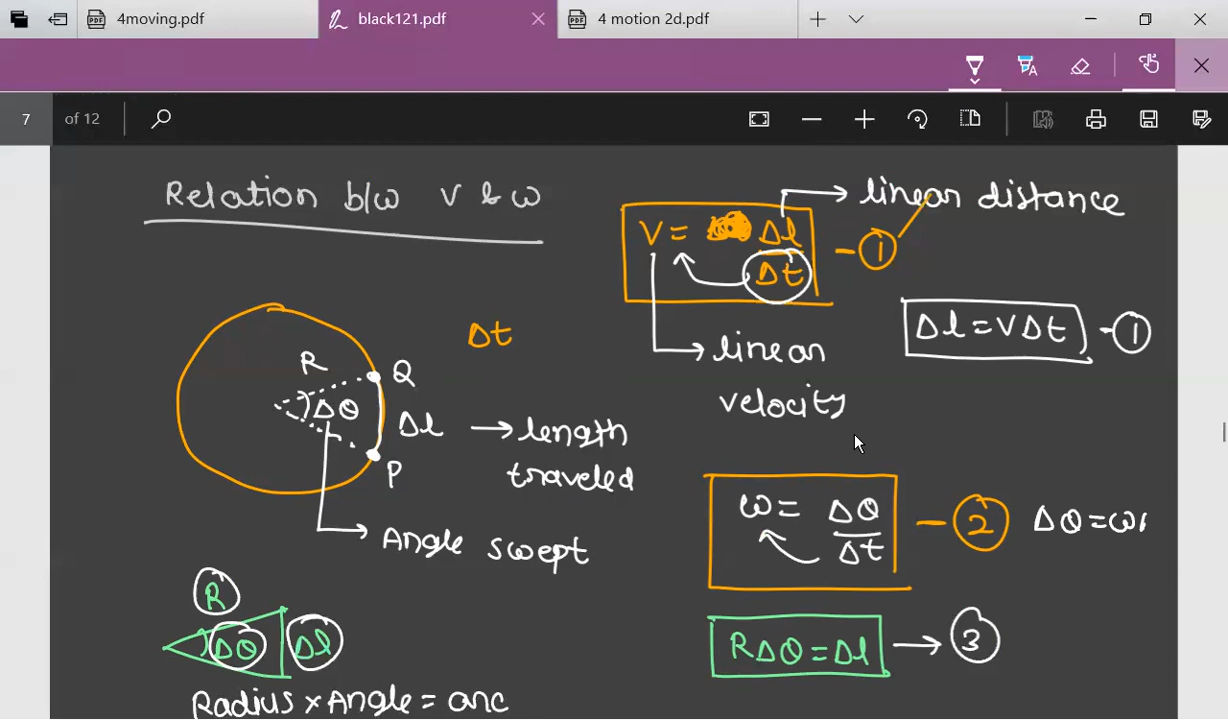 4moving.pdf
black121.pdf
4 motion 2d.pdf
7 of 12
Relation b/w V & ω
V = Δl/Δt - ①
linear distance
Δl = VΔt - ①
linear velocity
Δt
R
Q
Δθ
Δl → length traveled
P
Angle swept
ω = Δθ/Δt - ②
Δθ = ω
R
Δθ
Δl
RΔθ = Δl → ③
Radius × Angle = arc